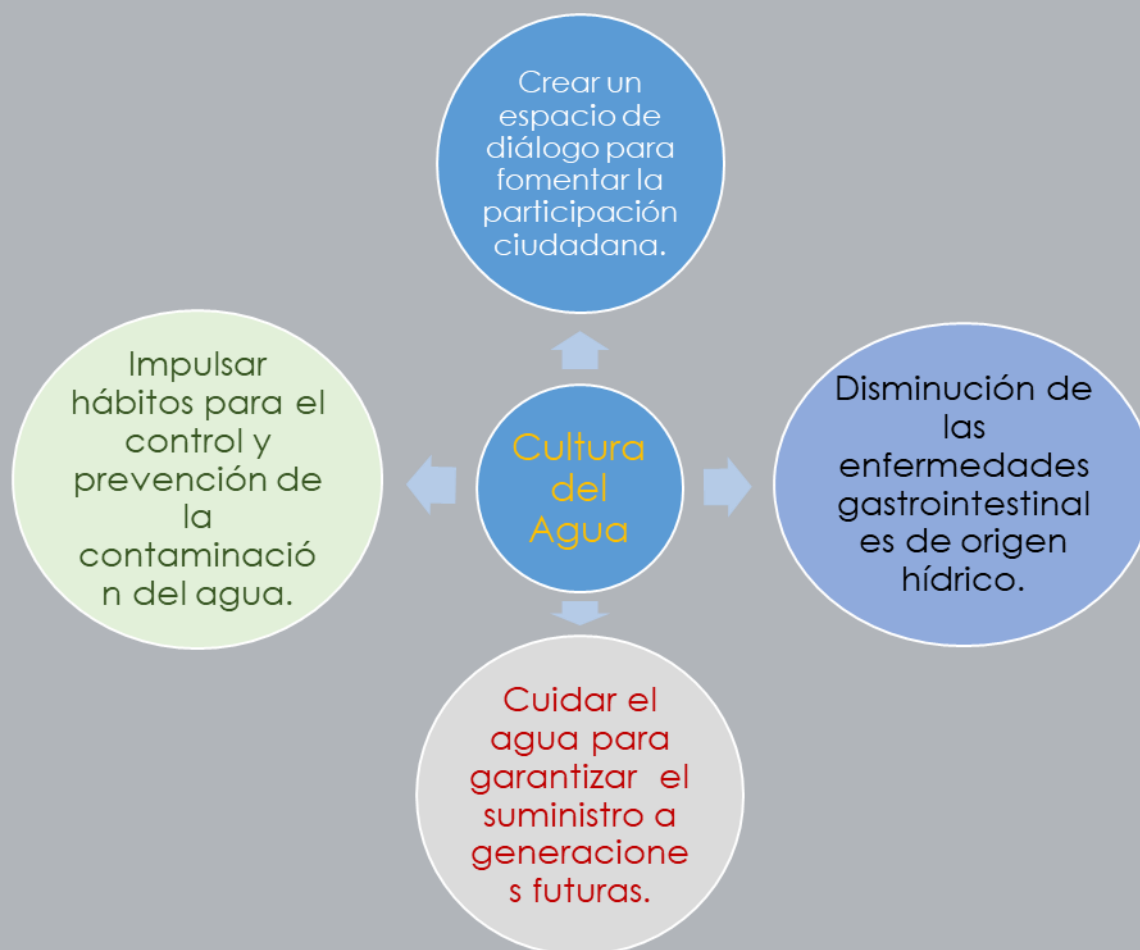 Crear un
espacio de
diálogo para
fomentar la
participación
ciudadana.
Impulsar
hábitos para el
control y
prevención de
la
contaminació
n del agua.
Cultura
del
Agua
Disminución de
las
enfermedades
gastrointestinal
es de origen
hídrico.
Cuidar el
agua para
garantizar el
suministro a
generacione
s futuras.